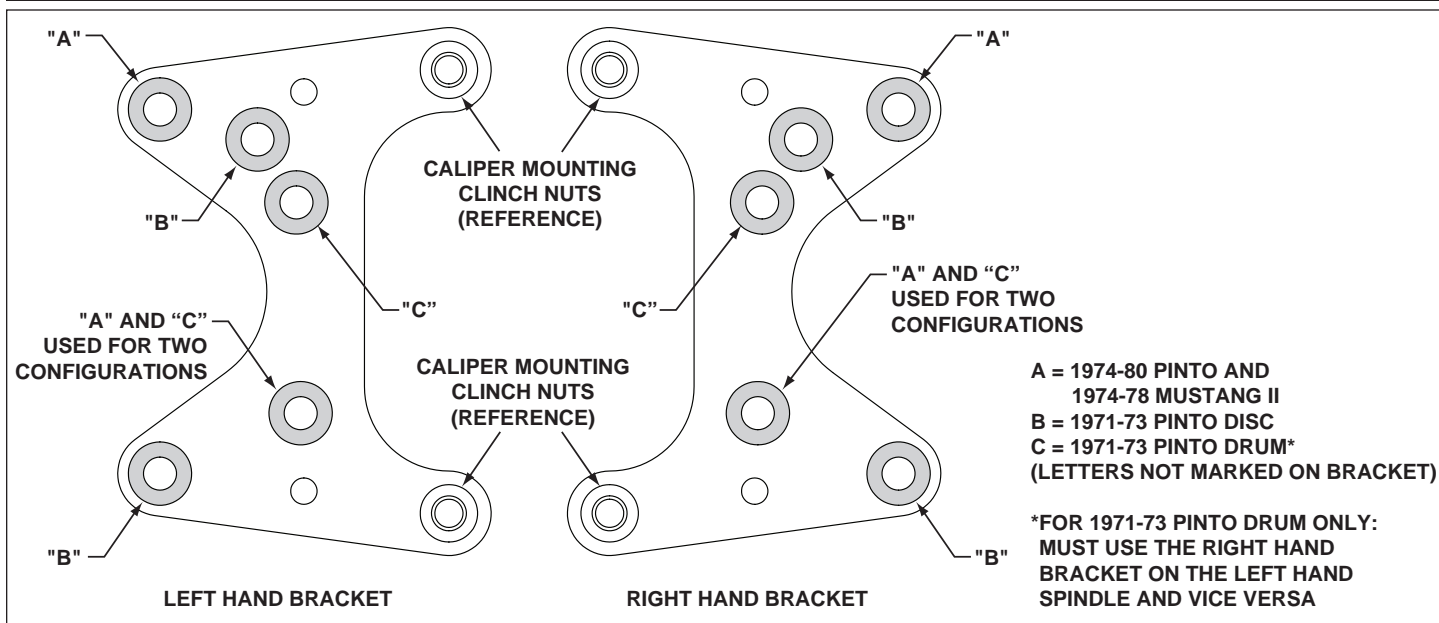 "A"
"B"
"C”
"A" AND “C”
USED FOR TWO
CONFIGURATIONS
"B"
LEFT HAND BRACKET
CALIPER MOUNTING
CLINCH NUTS
(REFERENCE)
CALIPER MOUNTING
CLINCH NUTS
(REFERENCE)
"A"
"B"
"C”
"A" AND “C”
USED FOR TWO
CONFIGURATIONS
"B"
RIGHT HAND BRACKET
A = 1974-80 PINTO AND
1974-78 MUSTANG II
B = 1971-73 PINTO DISC
C = 1971-73 PINTO DRUM*
(LETTERS NOT MARKED ON BRACKET)
*FOR 1971-73 PINTO DRUM ONLY:
MUST USE THE RIGHT HAND
BRACKET ON THE LEFT HAND
SPINDLE AND VICE VERSA